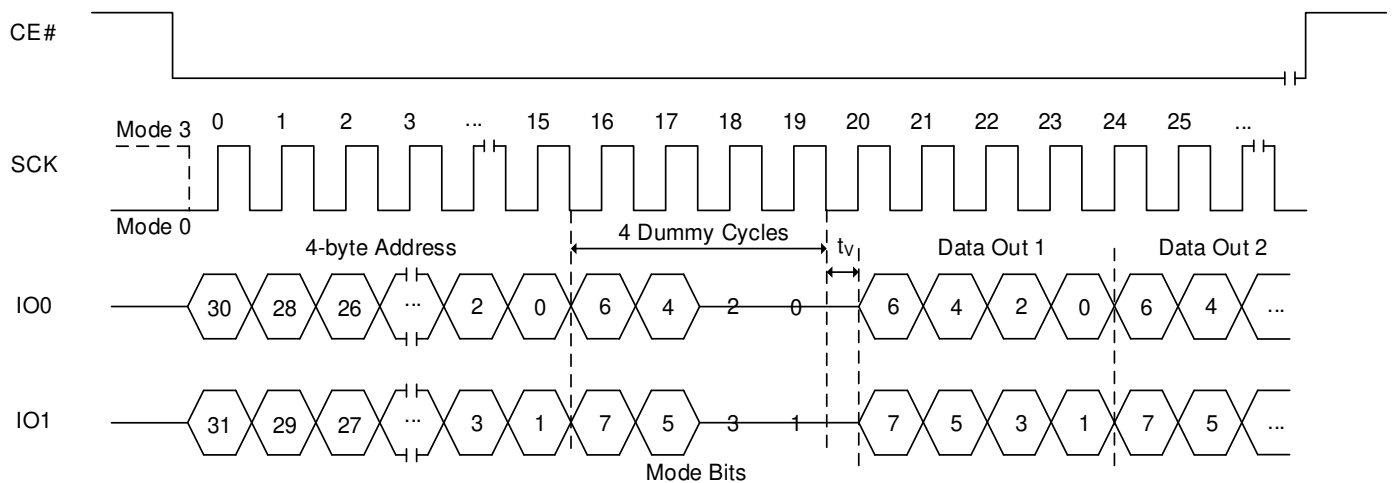 CE#
Mode 3 0 1 2 3 ... 15 16 17 18 19 20 21 22 23 24 25 ...
SCK
Mode 0
4-byte Address 4 Dummy Cycles tV Data Out 1 Data Out 2
IO0 30 28 26 ... 2 0 6 4 2 0 6 4 2 0 6 4 ...
IO1 31 29 27 ... 3 1 7 5 3 1 7 5 3 1 7 5 ...
Mode Bits